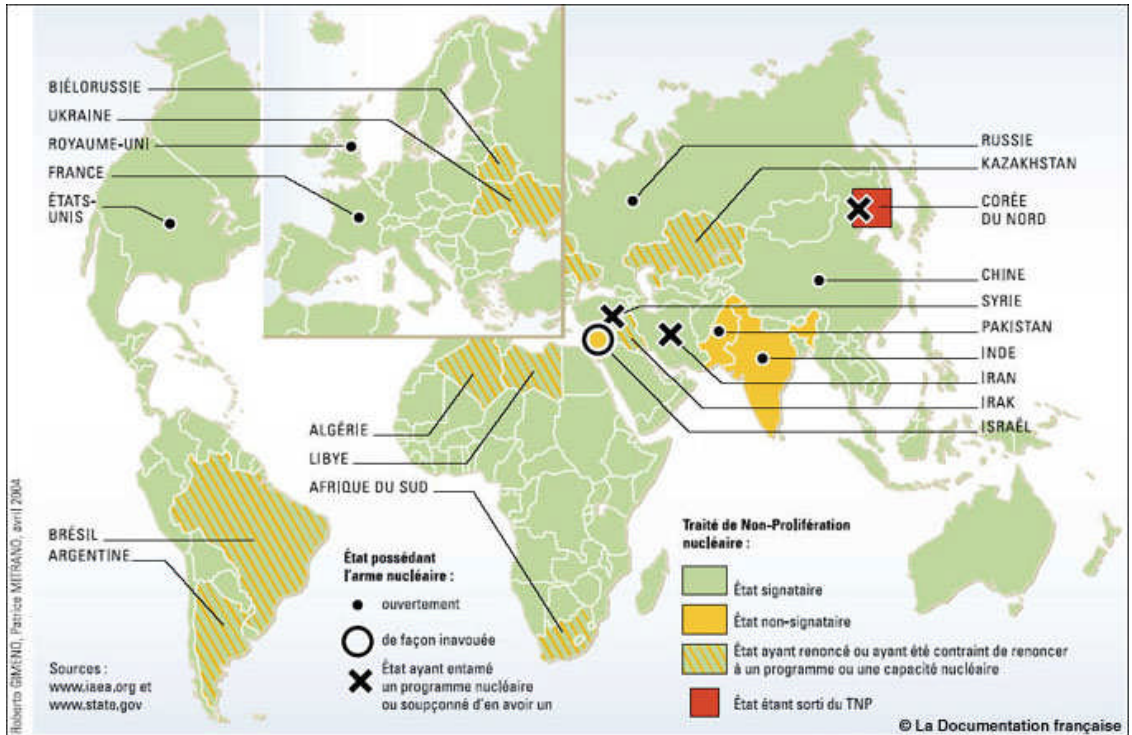 BIÉLORUSSIE
UKRAINE
ROYAUME-UNI
FRANCE
ÉTATS-
UNIS
RUSSIE
KAZAKHSTAN
CORÉE
DU NORD
CHINE
SYRIE
PAKISTAN
INDE
IRAN
IRAK
ISRAËL
ALGÉRIE
LIBYE
AFRIQUE DU SUD
BRÉSIL
ARGENTINE
État possédant
l'arme nucléaire :
ouvertement
de façon inavouée
État ayant entamé
un programme nucléaire
ou soupçonné d'en avoir un
Traité de Non-Prolifération
nucléaire :
État signataire
État non-signataire
État ayant renoncé ou ayant été contraint de renoncer
à un programme ou une capacité nucléaire
État étant sorti du TNP
Sources :
www.iaea.org et
www.state.gov
Roberto GIMENO, Patrice MITRANO, avril 2004
© La Documentation française